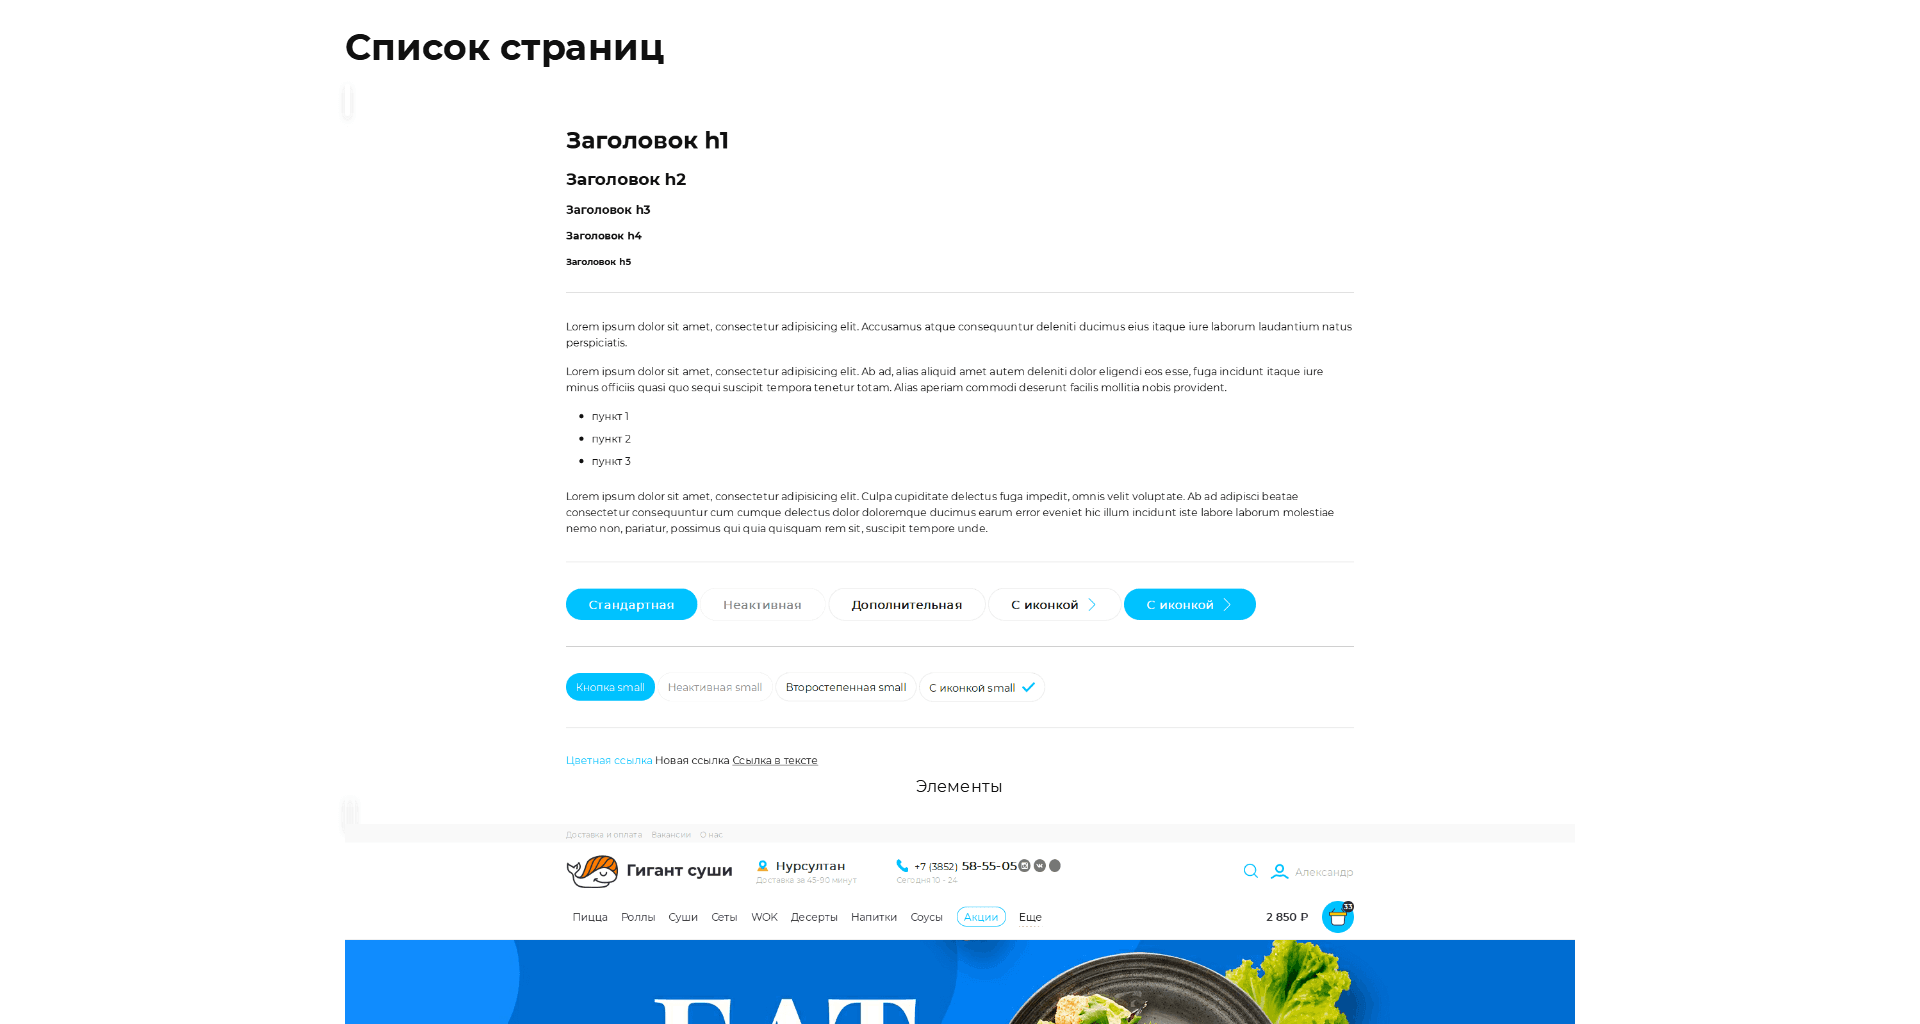 Список страниц
Заголовок h1
Заголовок h2
Заголовок h3
Заголовок h4
Заголовок h5
Lorem ipsum dolor sit amet, consectetur adipisicing elit. Accusamus atque consequuntur deleniti ducimus eius itaque iure laborum laudantium natus
perspiciatis.
Lorem ipsum dolor sit amet, consectetur adipisicing elit. Ab ad, alias aliquid amet autem deleniti dolor eligendi eos esse, fuga incidunt itaque iure
minus officiis quasi quo sequi suscipit tempora tenetur totam. Alias aperiam commodi deserunt facilis mollitia nobis provident.
• пункт 1
• пункт 2
• пункт 3
Lorem ipsum dolor sit amet, consectetur adipisicing elit. Culpa cupiditate delectus fuga impedit, omnis velit voluptate. Ab ad adipisci beatae
consectetur consequuntur cum cumque delectus dolor doloremque ducimus earum error eveniet hic illum incidunt iste labore laborum molestiae
nemo non, pariatur, possimus qui quia quisquam rem sit, suscipit tempore unde.
Стандартная Неактивная Дополнительная С иконкой С иконкой
Кнопка small Неактивная small Второстепенная small С иконкой small
Цветная ссылка Новая ссылка Ссылка в тексте
Элементы
Доставка и оплата Вакансии О нас
Гигант суши Нурсултан +7 (3852) 58-55-05 Александр
Доставка за 45-90 минут Сегодня 10 - 24
Пицца Роллы Суши Сеты WOK Десерты Напитки Соусы Акции Еще 2 850 ₽ 33
EAT